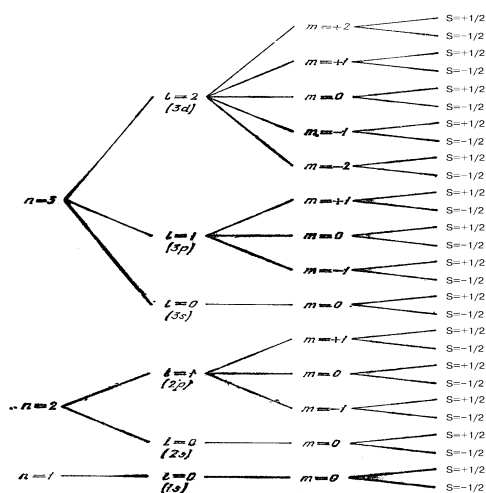 m=+2
S=+1/2
S=−1/2
m=+1
S=+1/2
S=−1/2
l=2
(3d)
m=0
S=+1/2
S=−1/2
m=−1
S=+1/2
S=−1/2
m=−2
S=+1/2
S=−1/2
n=3
m=+1
S=+1/2
S=−1/2
l=1
(3p)
m=0
S=+1/2
S=−1/2
m=−1
S=+1/2
S=−1/2
l=0
(3s)
m=0
S=+1/2
S=−1/2
m=+1
S=+1/2
S=−1/2
l=1
(2p)
m=0
S=+1/2
S=−1/2
n=2
m=−1
S=+1/2
S=−1/2
l=0
(2s)
m=0
S=+1/2
S=−1/2
n=1
l=0
(1s)
m=0
S=+1/2
S=−1/2